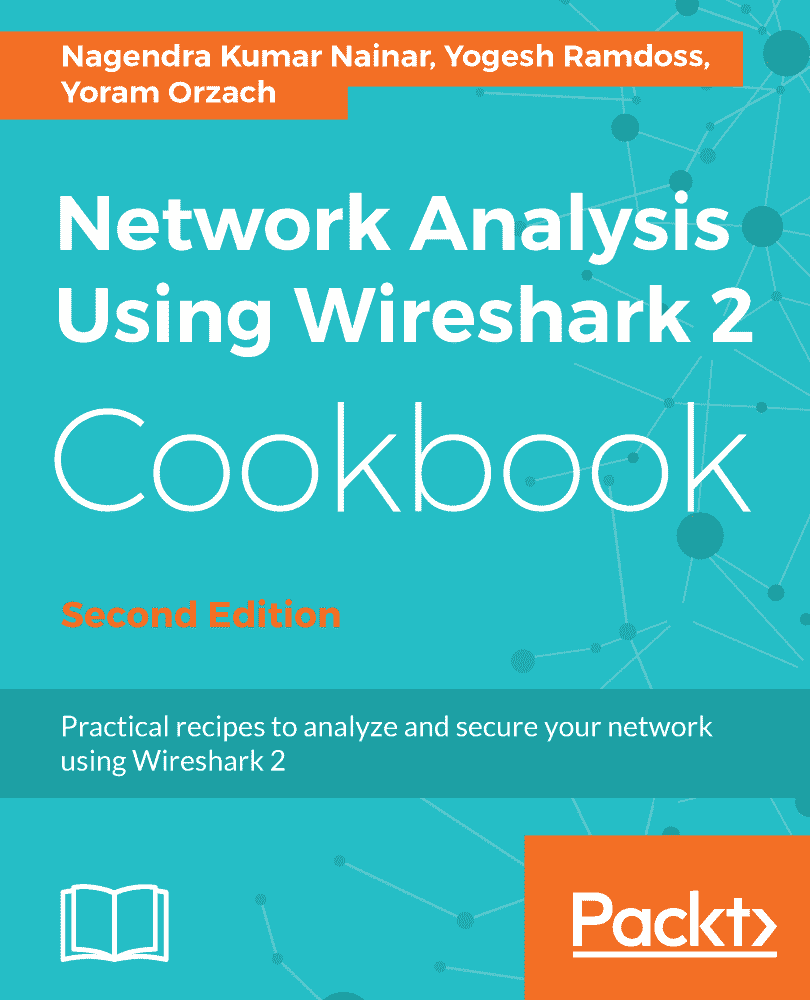 Nagendra Kumar Nainar, Yogesh Ramdoss,
Yoram Orzach
Network Analysis
Using Wireshark 2
Cookbook
Second Edition
Practical recipes to analyze and secure your network
using Wireshark 2
Packt>